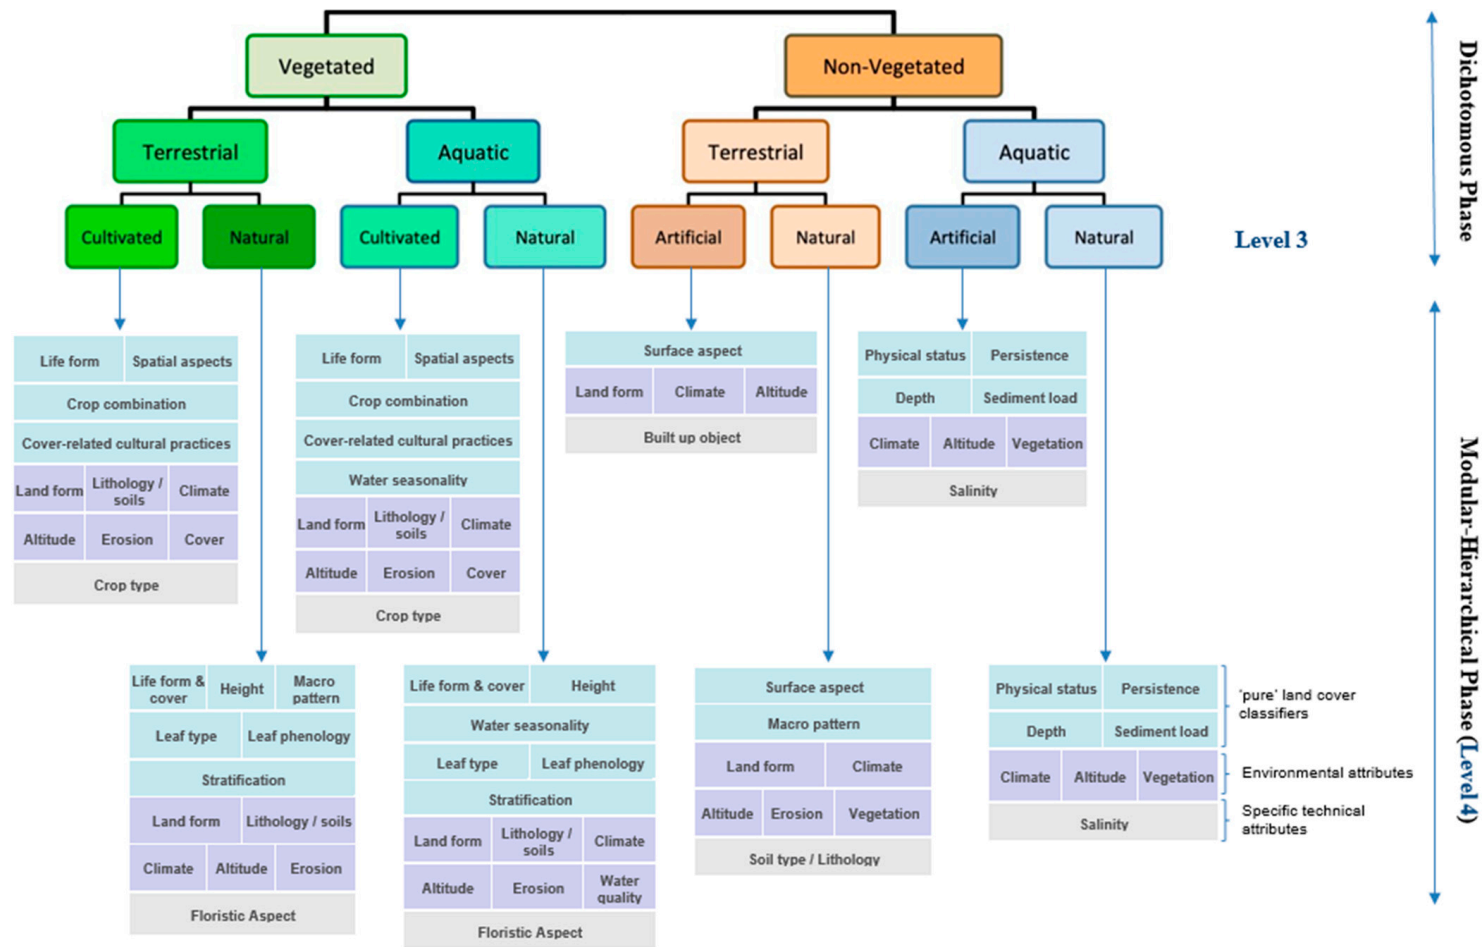 Vegetated
Non-Vegetated
Terrestrial
Aquatic
Terrestrial
Aquatic
Cultivated
Natural
Cultivated
Natural
Artificial
Natural
Artificial
Natural
Level 3
Dichotomous Phase
Life form
Spatial aspects
Crop combination
Cover-related cultural practices
Land form
Lithology /
soils
Climate
Altitude
Erosion
Cover
Crop type
Life form
Spatial aspects
Crop combination
Cover-related cultural practices
Water seasonality
Land form
Lithology /
soils
Climate
Altitude
Erosion
Cover
Crop type
Surface aspect
Land form
Climate
Altitude
Built up object
Physical status
Persistence
Depth
Sediment load
Climate
Altitude
Vegetation
Salinity
Life form &
cover
Height
Macro
pattern
Leaf type
Leaf phenology
Stratification
Land form
Lithology / soils
Climate
Altitude
Erosion
Floristic Aspect
Life form & cover
Height
Water seasonality
Leaf type
Leaf phenology
Stratification
Land form
Lithology /
soils
Climate
Altitude
Erosion
Water
quality
Floristic Aspect
Surface aspect
Macro pattern
Land form
Climate
Altitude
Erosion
Vegetation
Soil type / Lithology
Physical status
Persistence
Depth
Sediment load
Climate
Altitude
Vegetation
Salinity
'pure' land cover
classifiers
Environmental attributes
Specific technical
attributes
Modular-Hierarchical Phase (Level 4)